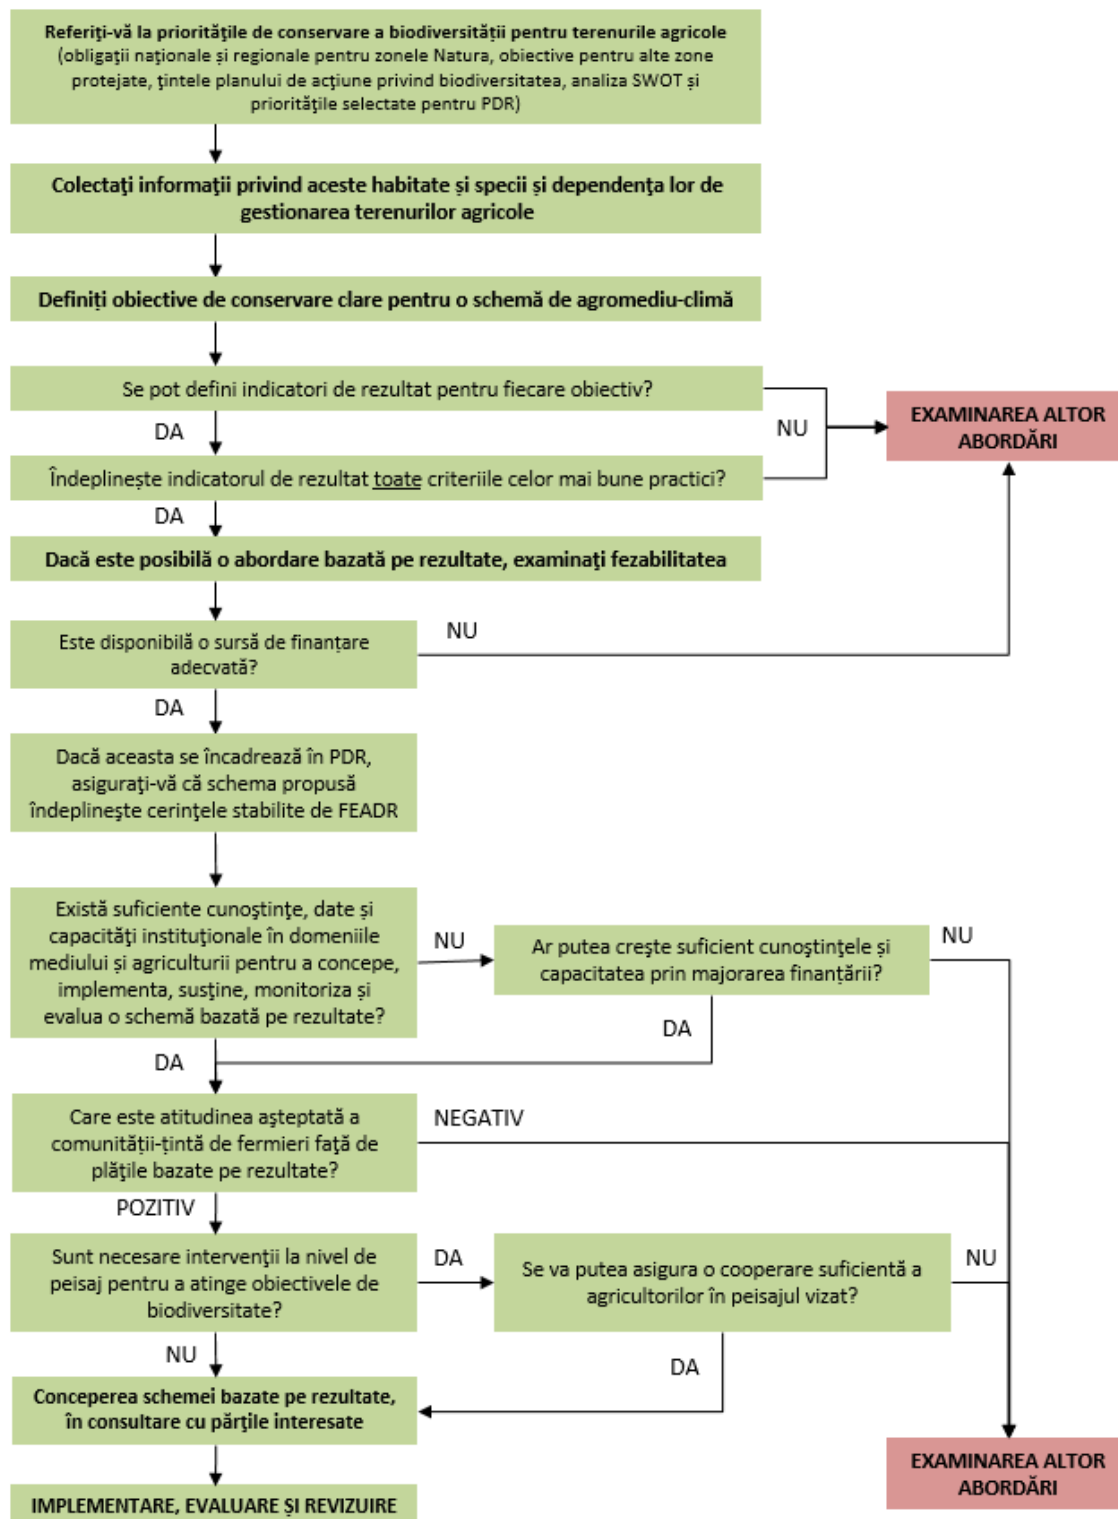 Referiți-vă la prioritățile de conservare a biodiversității pentru terenurile agricole
(obligații naționale și regionale pentru zonele Natura, obiective pentru alte zone
protejate, țintele planului de acțiune privind biodiversitatea, analiza SWOT și
prioritățile selectate pentru PDR)
Colectați informații privind aceste habitate și specii și dependența lor de
gestionarea terenurilor agricole
Definiți obiective de conservare clare pentru o schemă de agromediu-climă
Se pot defini indicatori de rezultat pentru fiecare obiectiv?
DA
NU
EXAMINAREA ALTOR
ABORDĂRI
Îndeplinește indicatorul de rezultat toate criteriile celor mai bune practici?
DA
Dacă este posibilă o abordare bazată pe rezultate, examinați fezabilitatea
Este disponibilă o sursă de finanțare
adecvată?
NU
DA
Dacă aceasta se încadrează în PDR,
asigurați-vă că schema propusă
îndeplinește cerințele stabilite de FEADR
Există suficiente cunoștințe, date și
capacități instituționale în domeniile
mediului și agriculturii pentru a concepe,
implementa, susține, monitoriza și
evalua o schemă bazată pe rezultate?
NU
Ar putea crește suficient cunoștințele și
capacitatea prin majorarea finanțării?
NU
DA
DA
Care este atitudinea așteptată a
comunității-țintă de fermieri față de
plățile bazate pe rezultate?
NEGATIV
POZITIV
Sunt necesare intervenții la nivel de
peisaj pentru a atinge obiectivele de
biodiversitate?
DA
Se va putea asigura o cooperare suficientă a
agricultorilor în peisajul vizat?
NU
NU
DA
Conceperea schemei bazate pe rezultate,
în consultare cu părțile interesate
EXAMINAREA ALTOR
ABORDĂRI
IMPLEMENTARE, EVALUARE ȘI REVIZUIRE